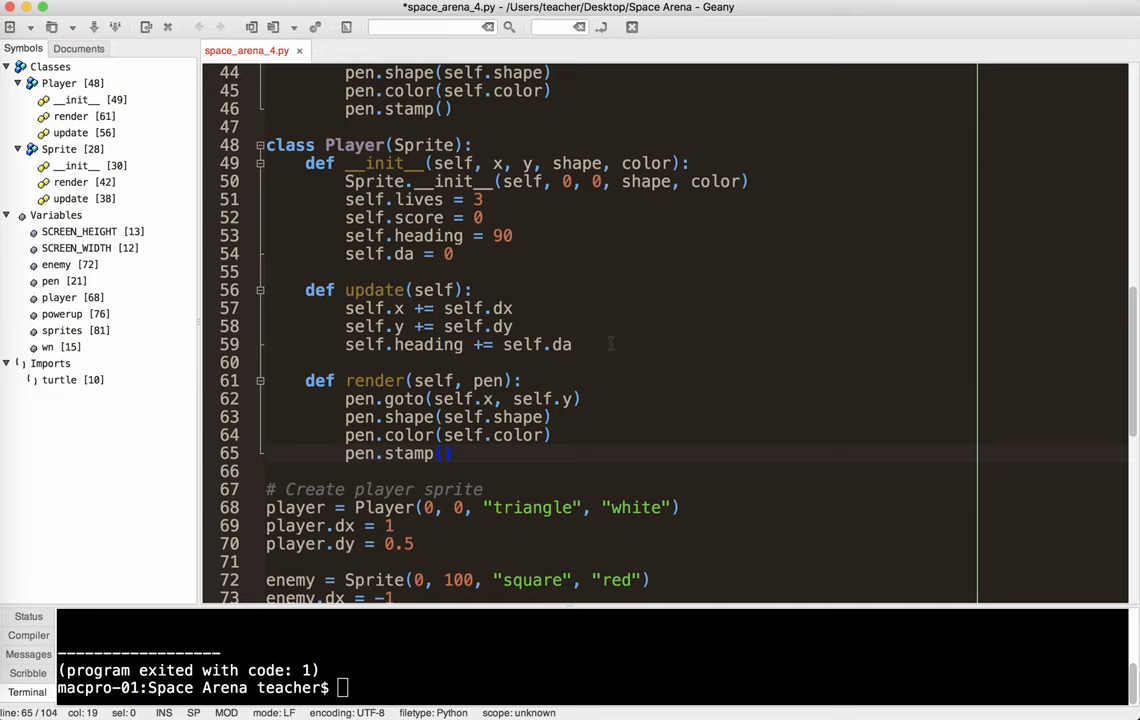 *space_arena_4.py - /Users/teacher/Desktop/Space Arena - Geany
Symbols Documents
space_arena_4.py ×
Classes
Player [48]
__init__ [49]
render [61]
update [56]
Sprite [28]
__init__ [30]
render [42]
update [38]
Variables
SCREEN_HEIGHT [13]
SCREEN_WIDTH [12]
enemy [72]
pen [21]
player [68]
powerup [76]
sprites [81]
wn [15]
Imports
turtle [10]
44 pen.shape(self.shape)
45 pen.color(self.color)
46 pen.stamp()
47
48 class Player(Sprite):
49 def __init__(self, x, y, shape, color):
50 Sprite.__init__(self, 0, 0, shape, color)
51 self.lives = 3
52 self.score = 0
53 self.heading = 90
54 self.da = 0
55
56 def update(self):
57 self.x += self.dx
58 self.y += self.dy
59 self.heading += self.da
60
61 def render(self, pen):
62 pen.goto(self.x, self.y)
63 pen.shape(self.shape)
64 pen.color(self.color)
65 pen.stamp()
66
67 # Create player sprite
68 player = Player(0, 0, "triangle", "white")
69 player.dx = 1
70 player.dy = 0.5
71
72 enemy = Sprite(0, 100, "square", "red")
73 enemy.dx = -1
Status
Compiler
Messages
Scribble
Terminal
------------------
(program exited with code: 1)
macpro-01:Space Arena teacher$
line: 65 / 104 col: 19 sel: 0 INS SP MOD mode: LF encoding: UTF-8 filetype: Python scope: unknown